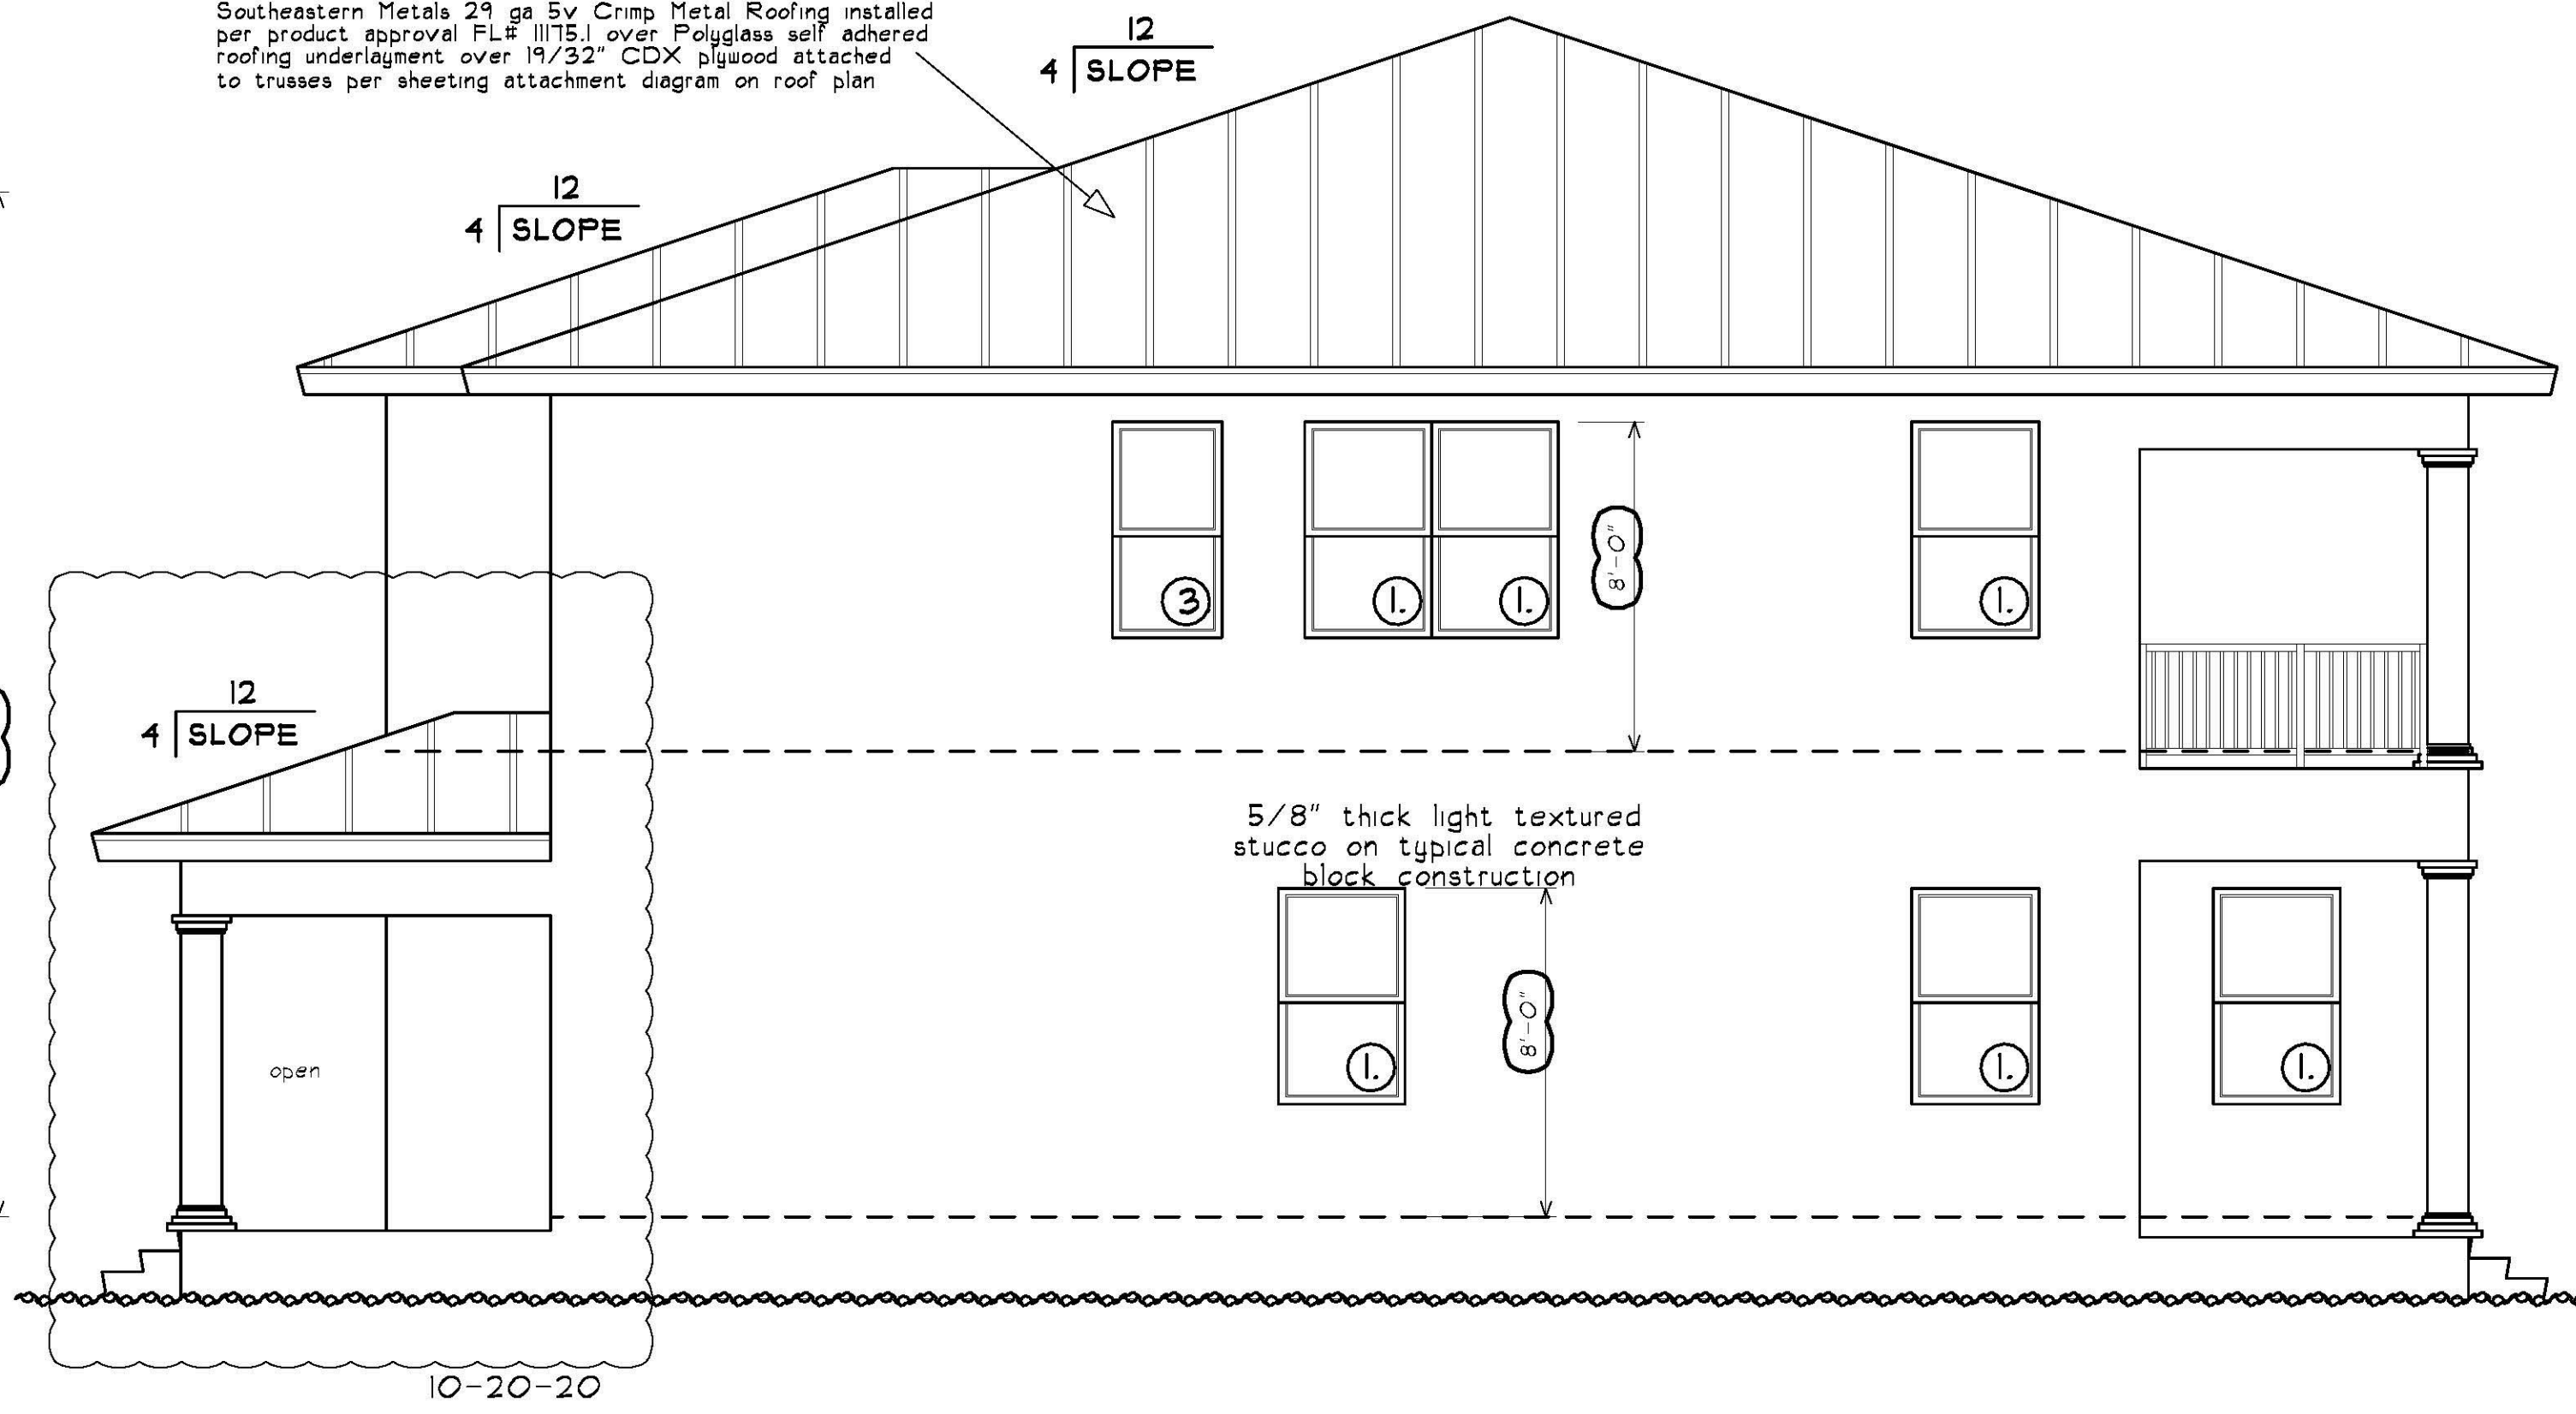 Southeastern Metals 29 ga 5v Crimp Metal Roofing installed
per product approval FL# 11175.1 over Polyglass self adhered
roofing underlayment over 19/32" CDX plywood attached
to trusses per sheeting attachment diagram on roof plan
12
4 SLOPE
12
4 SLOPE
3
1.
1.
1.
8'-0"
12
4 SLOPE
5/8" thick light textured
stucco on typical concrete
block construction
8'-0"
open
1.
1.
1.
10-20-20